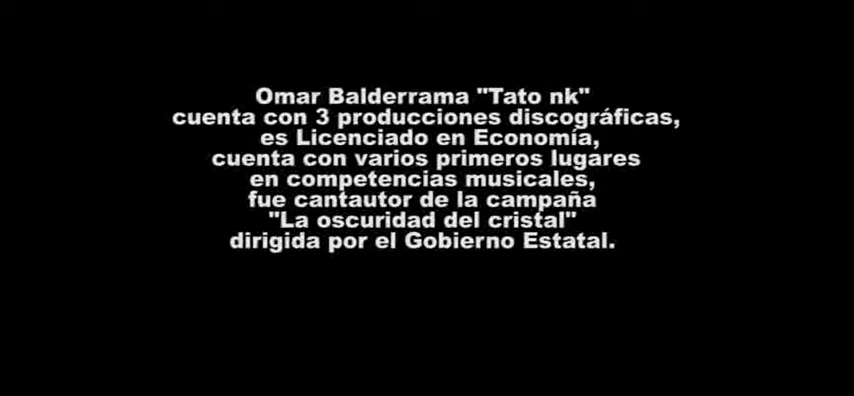 Omar Balderrama "Tato nk"
cuenta con 3 producciones discográficas,
es Licenciado en Economía,
cuenta con varios primeros lugares
en competencias musicales,
fue cantautor de la campaña
"La oscuridad del cristal"
dirigida por el Gobierno Estatal.